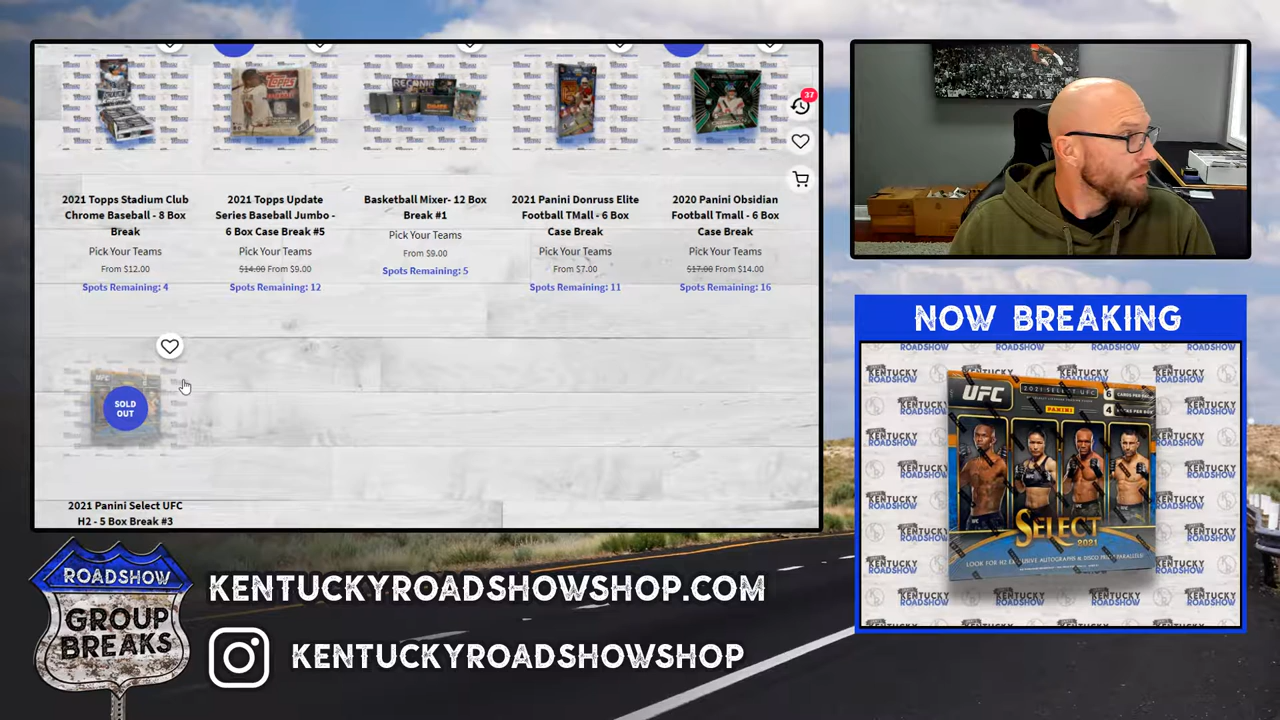 37
2021 Topps Stadium Club
Chrome Baseball - 8 Box
Break
Pick Your Teams
From $12.00
Spots Remaining: 4
2021 Topps Update
Series Baseball Jumbo -
6 Box Case Break #5
Pick Your Teams
$14.00 From $9.00
Spots Remaining: 12
Basketball Mixer- 12 Box
Break #1
Pick Your Teams
From $9.00
Spots Remaining: 5
2021 Panini Donruss Elite
Football TMall - 6 Box
Case Break
Pick Your Teams
From $7.00
Spots Remaining: 11
2020 Panini Obsidian
Football Tmall - 6 Box
Case Break
Pick Your Teams
$17.00 From $14.00
Spots Remaining: 16
SOLD
OUT
2021 Panini Select UFC
H2 - 5 Box Break #3
NOW BREAKING
KENTUCKY
ROADSHOW
UFC
2021 SELECT UFC
PANINI
SELECT
2021
ROADSHOW
GROUP
BREAKS
KENTUCKYROADSHOWSHOP.COM
KENTUCKYROADSHOWSHOP